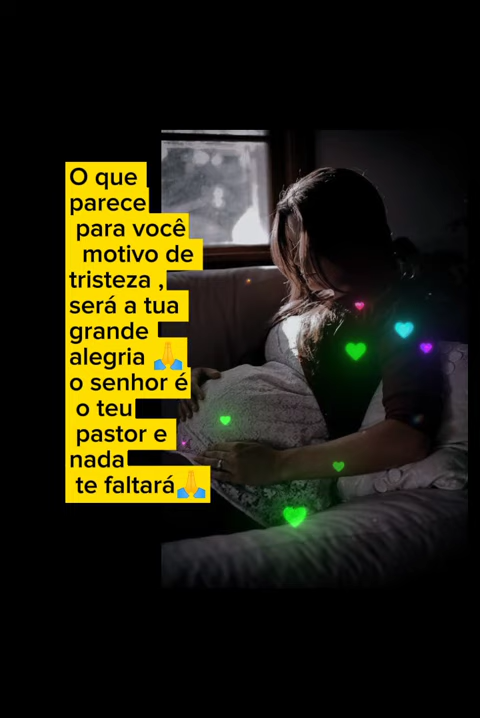 O que
parece
para você
motivo de
tristeza ,
será a tua
grande
alegria 🙏
o senhor é
o teu
pastor e
nada
te faltará🙏